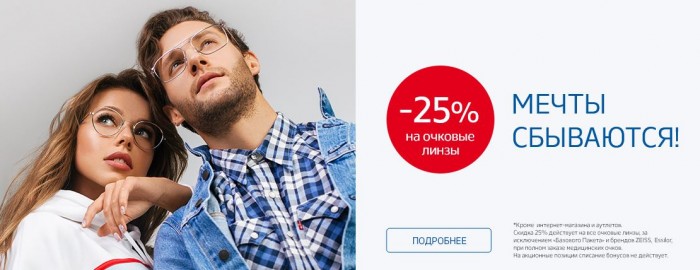 -25%
на очковые
линзы
МЕЧТЫ
СБЫВАЮТСЯ!
ПОДРОБНЕЕ
*Кроме интернет-магазина и аутлетов.
Скидка 25% действует на все очковые линзы, за
исключением «Базового Пакета» и брендов ZEISS, Essilor,
при полном заказе медицинских очков.
На акционные позиции списание бонусов не действует.